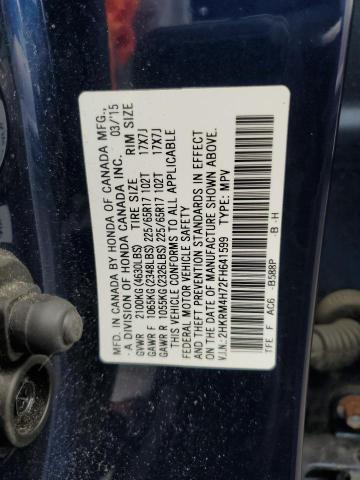 MFD. IN CANADA BY HONDA OF CANADA MFG.,
- A DIVISION OF HONDA CANADA INC. 03/15
TIRE SIZE RIM SIZE
GVWR 2100KG(4630LBS)
GAWR F 1065KG(2348LBS) 225/65R17 102T 17X7J
GAWR R 1055KG(2326LBS) 225/65R17 102T 17X7J
THIS VEHICLE CONFORMS TO ALL APPLICABLE
FEDERAL MOTOR VEHICLE SAFETY
AND THEFT PREVENTION STANDARDS IN EFFECT
ON THE DATE OF MANUFACTURE SHOWN ABOVE.
V.I.N.: 2HKRM4H72FH641599 TYPE: MPV
TFE F AC6 -B588P -B -H